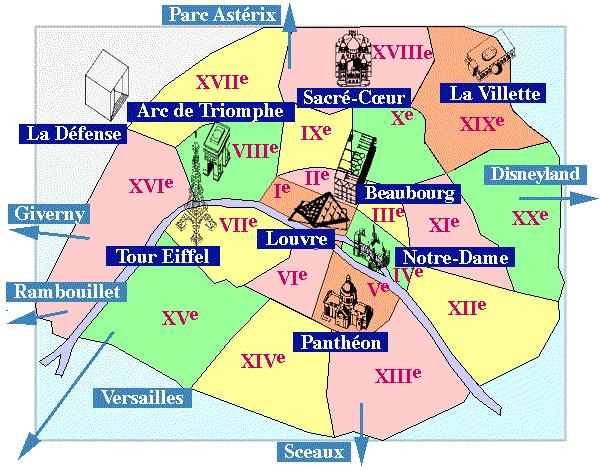 Parc Astérix
XVIIIe
XVIIe
Sacré-Cœur
La Villette
Arc de Triomphe
La Défense
IXe
Xe
XIXe
VIIIe
XVIe
Ie
IIe
Beaubourg
Disneyland
Giverny
VIIe
IIIe
XIe
XXe
Tour Eiffel
Louvre
Notre-Dame
Rambouillet
VIe
Ve
IVe
XIIe
XVe
Panthéon
XIVe
XIIIe
Versailles
Sceaux